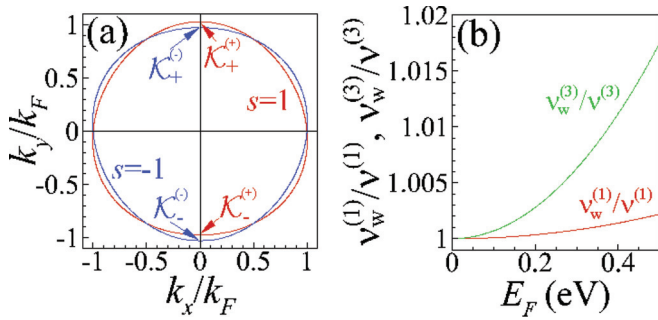 (a)
1
0.5
0
-0.5
-1
k_y/k_F
𝒦_+^(-)
𝒦_+^(+)
s=1
s=-1
𝒦_-^(-)
𝒦_-^(+)
-1 -0.5 0 0.5 1
k_x/k_F
(b)
1.02
1.015
1.01
1.005
1
ν_w^(1)/ν^(1) , ν_w^(3)/ν^(3)
ν_w^(3)/ν^(3)
ν_w^(1)/ν^(1)
0 0.2 0.4
E_F (eV)